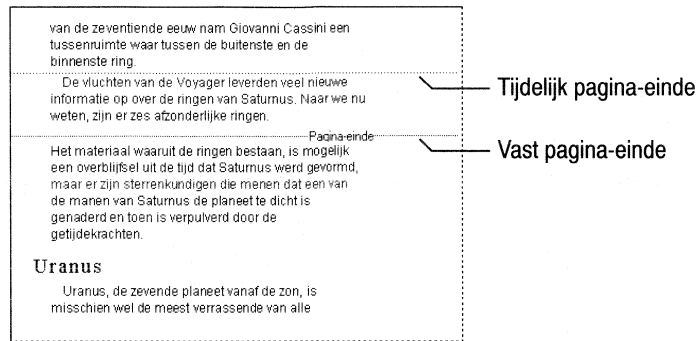 van de zeventiende eeuw nam Giovanni Cassini een
tussenruimte waar tussen de buitenste en de
binnenste ring.
De vluchten van de Voyager leverden veel nieuwe
informatie op over de ringen van Saturnus. Naar we nu
weten, zijn er zes afzonderlijke ringen.
Tijdelijk pagina-einde
Pagina-einde
Vast pagina-einde
Het materiaal waaruit de ringen bestaan, is mogelijk
een overblijfsel uit de tijd dat Saturnus werd gevormd,
maar er zijn sterrenkundigen die menen dat een van
de manen van Saturnus de planeet te dicht is
genaderd en toen is verpulverd door de
getijdekrachten.
Uranus
Uranus, de zevende planeet vanaf de zon, is
misschien wel de meest verrassende van alle